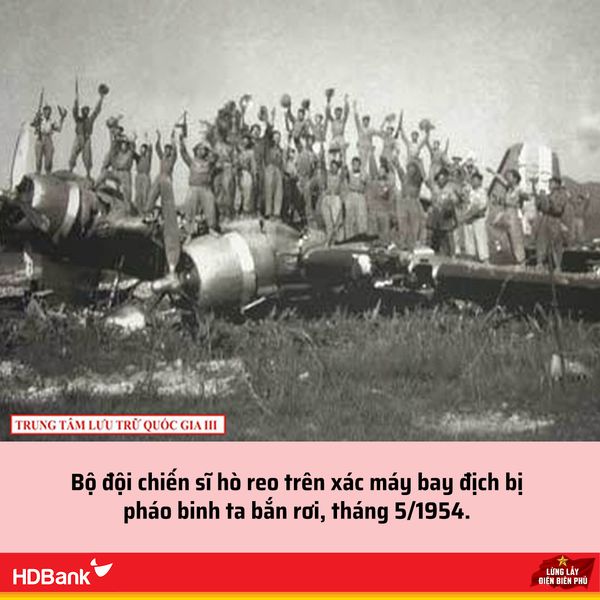 TRUNG TÂM LƯU TRỮ QUỐC GIA III
Bộ đội chiến sĩ hò reo trên xác máy bay địch bị
pháo binh ta bắn rơi, tháng 5/1954.
HDBank
LỪNG LẪY
ĐIỆN BIÊN PHỦ